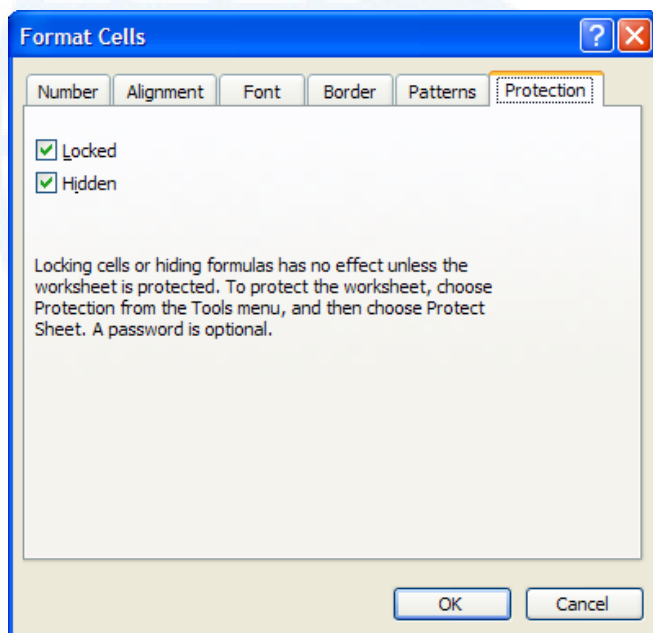 Format Cells
?
Number Alignment Font Border Patterns Protection
Locked
Hidden
Locking cells or hiding formulas has no effect unless the
worksheet is protected. To protect the worksheet, choose
Protection from the Tools menu, and then choose Protect
Sheet. A password is optional.
OK Cancel